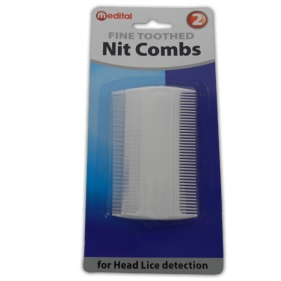 medital
2
FINE TOOTHED
Nit Combs
for Head Lice detection